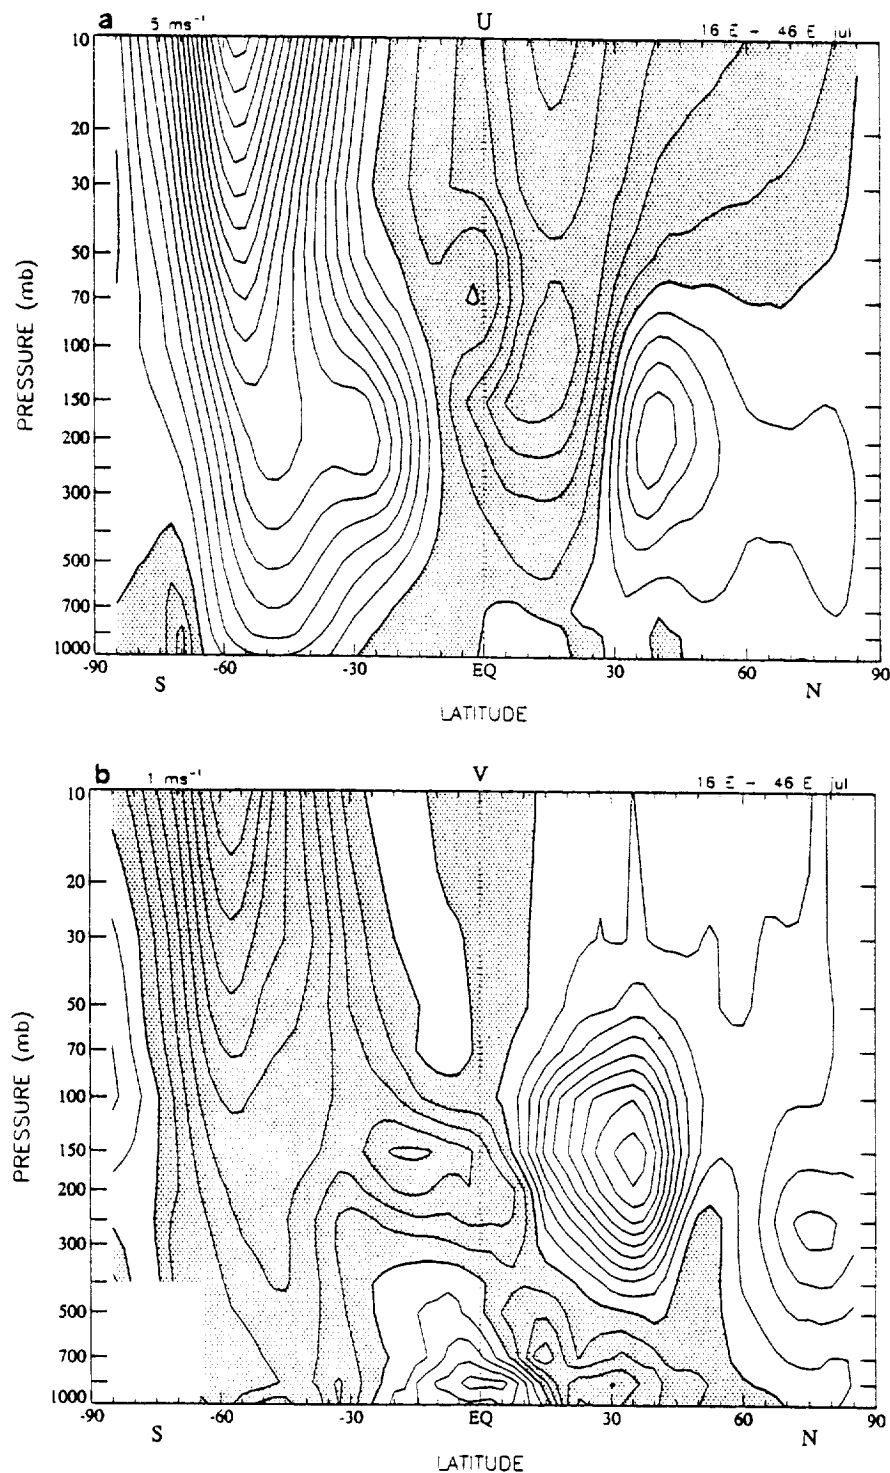 a 5 ms⁻¹ U 16 E - 46 E jul
10
20
30
50
70
100
150
200
300
500
700
1000
PRESSURE (mb)
-90 -60 -30 EQ 30 60 90
S N
LATITUDE
b 1 ms⁻¹ V 16 E - 46 E jul
10
20
30
50
70
100
150
200
300
500
700
1000
PRESSURE (mb)
-90 -60 -30 EQ 30 60 90
S N
LATITUDE